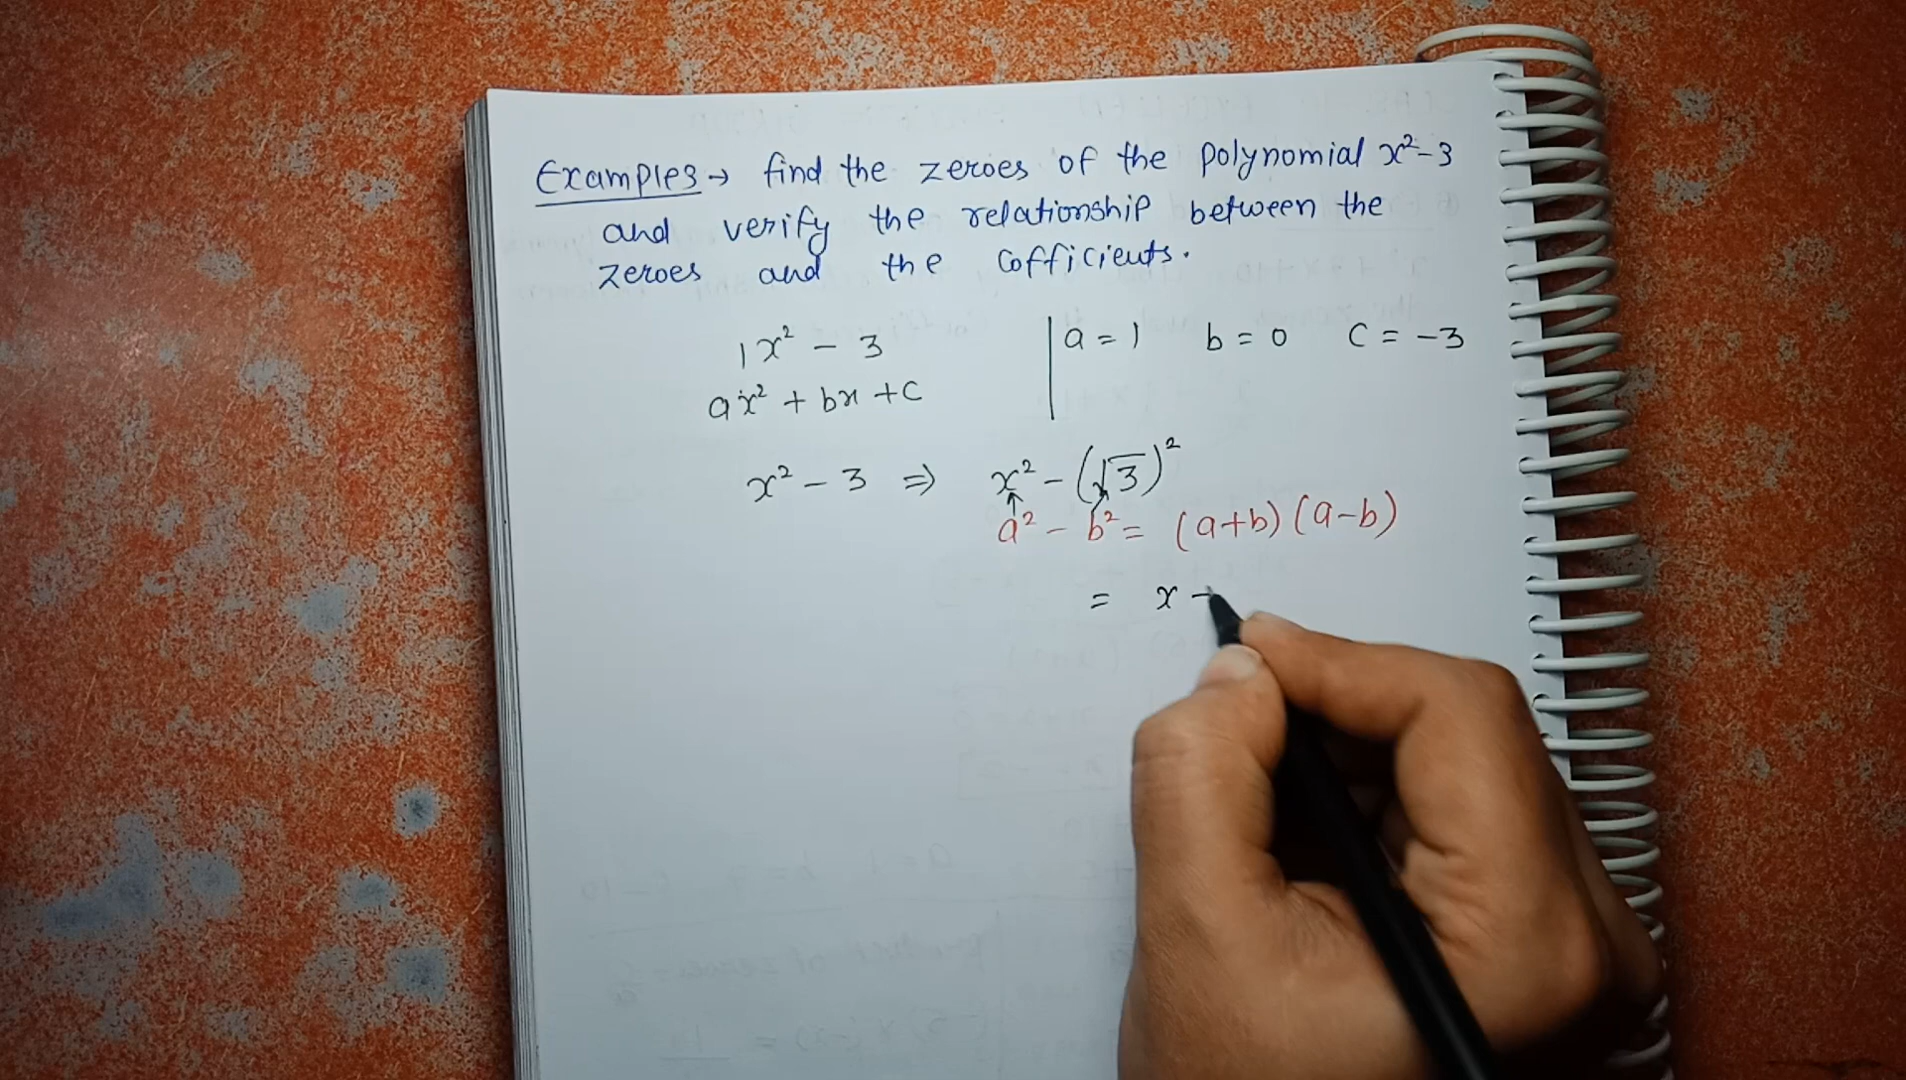 Examples → find the zeroes of the polynomial x²-3
and verify the relationship between the
zeroes and the Cofficients.
1x² - 3 | a = 1 b = 0 C = -3
ax² + bx + c
x² - 3 ⇒ x² - (√3)²
a² - b² = (a+b) (a-b)
= x -